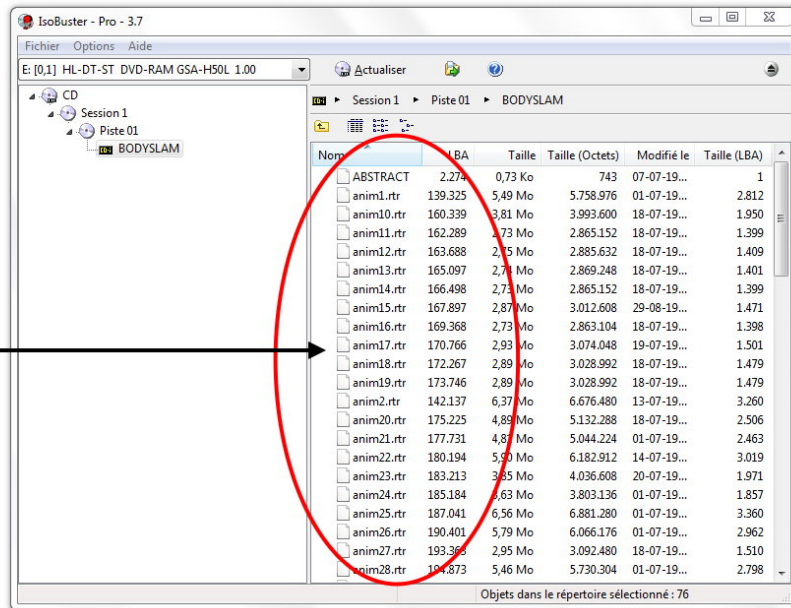 IsoBuster - Pro - 3.7
Fichier Options Aide
E: [0,1] HL-DT-ST DVD-RAM GSA-H50L 1.00 Actualiser
CD
Session 1
Piste 01
BODYSLAM
Session 1 Piste 01 BODYSLAM
Nom LBA Taille Taille (Octets) Modifié le Taille (LBA)
ABSTRACT 2.274 0,73 Ko 743 07-07-19... 1
anim1.rtr 139.325 5,49 Mo 5.758.976 01-07-19... 2.812
anim10.rtr 160.339 3,81 Mo 3.993.600 18-07-19... 1.950
anim11.rtr 162.289 2,73 Mo 2.865.152 18-07-19... 1.399
anim12.rtr 163.688 2,75 Mo 2.885.632 18-07-19... 1.409
anim13.rtr 165.097 2,74 Mo 2.869.248 18-07-19... 1.401
anim14.rtr 166.498 2,73 Mo 2.865.152 18-07-19... 1.399
anim15.rtr 167.897 2,87 Mo 3.012.608 29-08-19... 1.471
anim16.rtr 169.368 2,73 Mo 2.863.104 18-07-19... 1.398
anim17.rtr 170.766 2,93 Mo 3.074.048 19-07-19... 1.501
anim18.rtr 172.267 2,89 Mo 3.028.992 18-07-19... 1.479
anim19.rtr 173.746 2,89 Mo 3.028.992 18-07-19... 1.479
anim2.rtr 142.137 6,37 Mo 6.676.480 13-07-19... 3.260
anim20.rtr 175.225 4,89 Mo 5.132.288 18-07-19... 2.506
anim21.rtr 177.731 4,81 Mo 5.044.224 01-07-19... 2.463
anim22.rtr 180.194 5,90 Mo 6.182.912 14-07-19... 3.019
anim23.rtr 183.213 3,85 Mo 4.036.608 20-07-19... 1.971
anim24.rtr 185.184 3,63 Mo 3.803.136 01-07-19... 1.857
anim25.rtr 187.041 6,56 Mo 6.881.280 01-07-19... 3.360
anim26.rtr 190.401 5,79 Mo 6.066.176 01-07-19... 2.962
anim27.rtr 193.363 2,95 Mo 3.092.480 18-07-19... 1.510
anim28.rtr 194.873 5,46 Mo 5.730.304 01-07-19... 2.798
Objets dans le répertoire sélectionné : 76